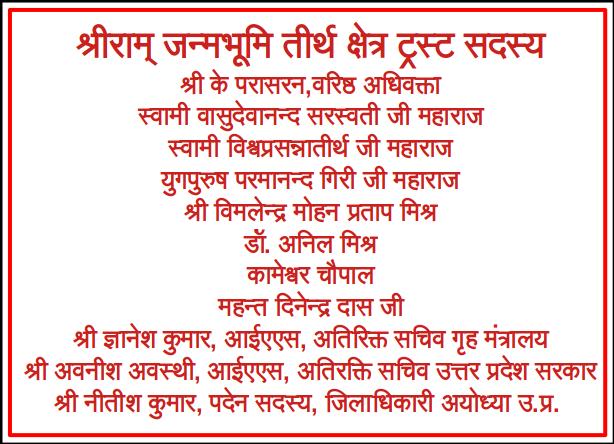 श्रीराम् जन्मभूमि तीर्थ क्षेत्र ट्रस्ट सदस्य
श्री के परासरन,वरिष्ठ अधिवक्ता
स्वामी वासुदेवानन्द सरस्वती जी महाराज
स्वामी विश्वप्रसन्नातीर्थ जी महाराज
युगपुरुष परमानन्द गिरी जी महाराज
श्री विमलेन्द्र मोहन प्रताप मिश्र
डॉ. अनिल मिश्र
कामेश्वर चौपाल
महन्त दिनेन्द्र दास जी
श्री ज्ञानेश कुमार, आईएएस, अतिरिक्त सचिव गृह मंत्रालय
श्री अवनीश अवस्थी, आईएएस, अतिरक्ति सचिव उत्तर प्रदेश सरकार
श्री नीतीश कुमार, पदेन सदस्य, जिलाधिकारी अयोध्या उ.प्र.